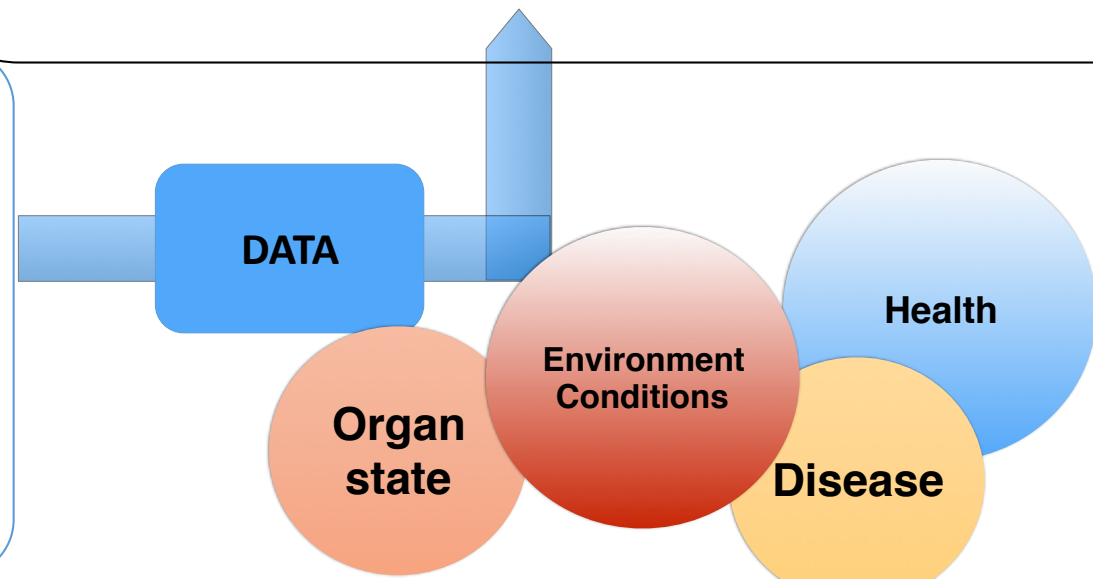 DATA
Health
Environment
Conditions
Organ
state
Disease